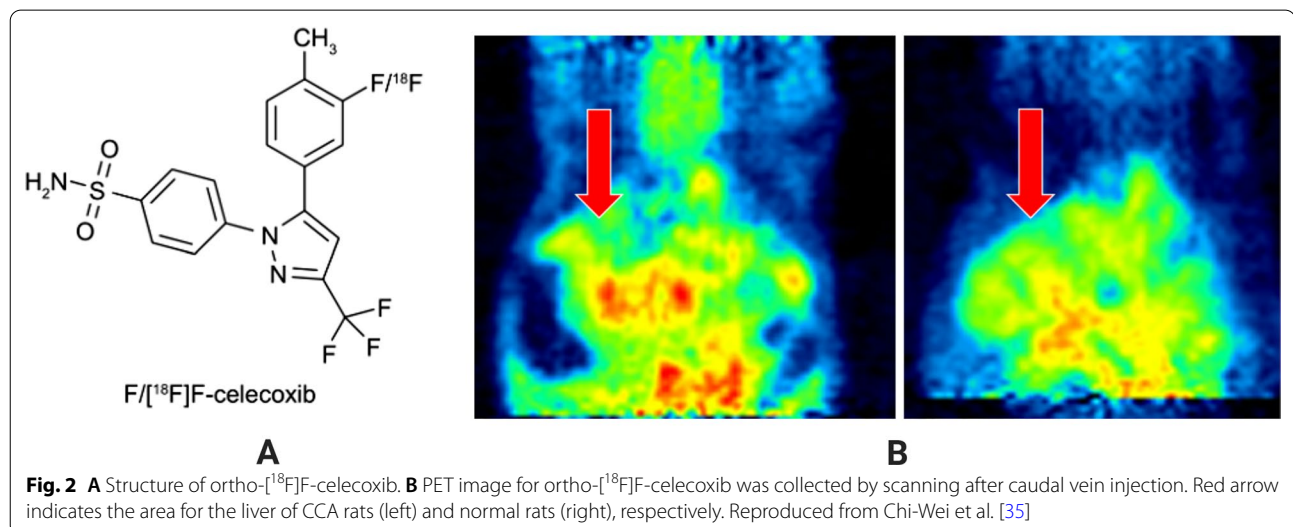 CH₃
F/¹⁸F
O
H₂N
S
O
N
N
F
F
F
F/[¹⁸F]F-celecoxib
A
B
Fig. 2 A Structure of ortho-[¹⁸F]F-celecoxib. B PET image for ortho-[¹⁸F]F-celecoxib was collected by scanning after caudal vein injection. Red arrow
indicates the area for the liver of CCA rats (left) and normal rats (right), respectively. Reproduced from Chi-Wei et al. [35]